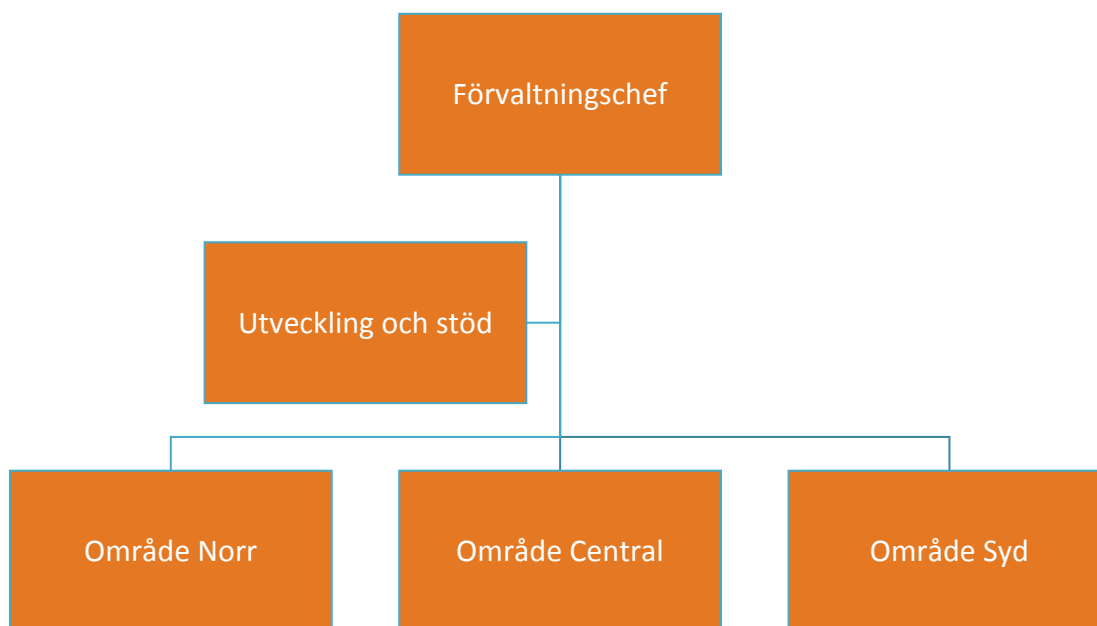 Förvaltningschef
Utveckling och stöd
Område Norr
Område Central
Område Syd